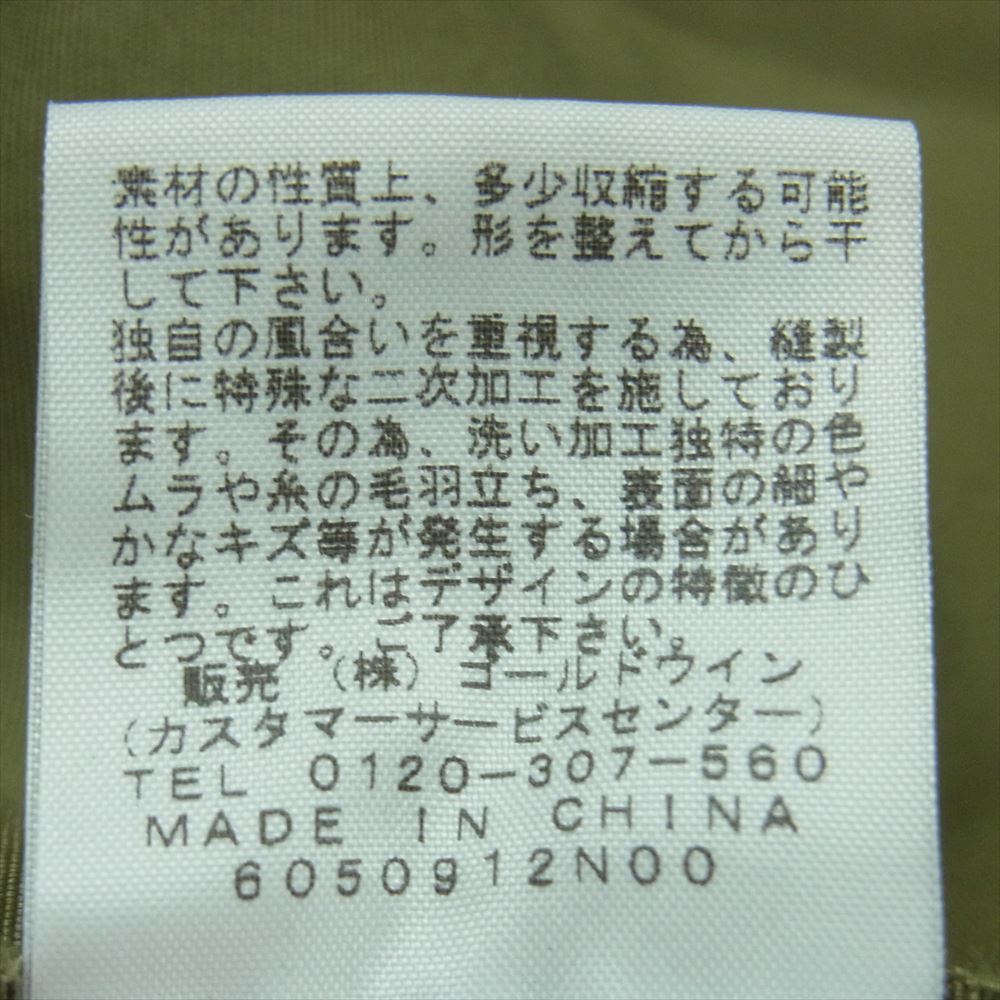 素材の性質上、多少収縮する可能
性があります。形を整えてから干
して下さい。
独自の風合いを重視する為、縫製
後に特殊な二次加工を施しており
ます。その為、洗い加工独特の色
ムラや糸の毛羽立ち、表面の細や
かなキズ等が発生する場合があり
ます。これはデザインの特徴のひ
とつです。ご了承下さい。
販売 (株) ゴールドウイン
(カスタマーサービスセンター)
TEL 0120-307-560
MADE IN CHINA
6050912N00